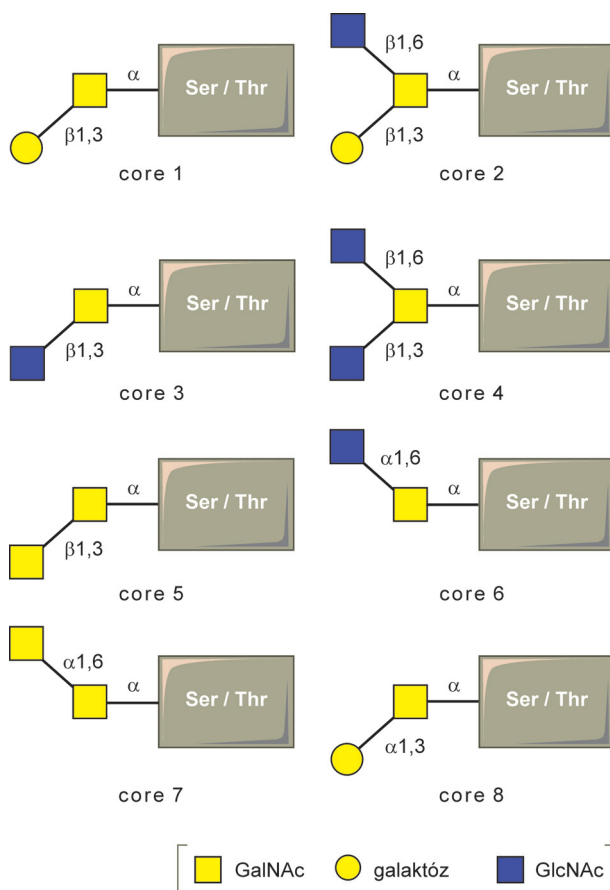 α
Ser / Thr
β1,3
core 1
β1,6
α
Ser / Thr
β1,3
core 2
α
Ser / Thr
β1,3
core 3
β1,6
α
Ser / Thr
β1,3
core 4
α
Ser / Thr
β1,3
core 5
α1,6
α
Ser / Thr
core 6
α1,6
α
Ser / Thr
core 7
α
Ser / Thr
α1,3
core 8
GalNAc
galaktóz
GlcNAc